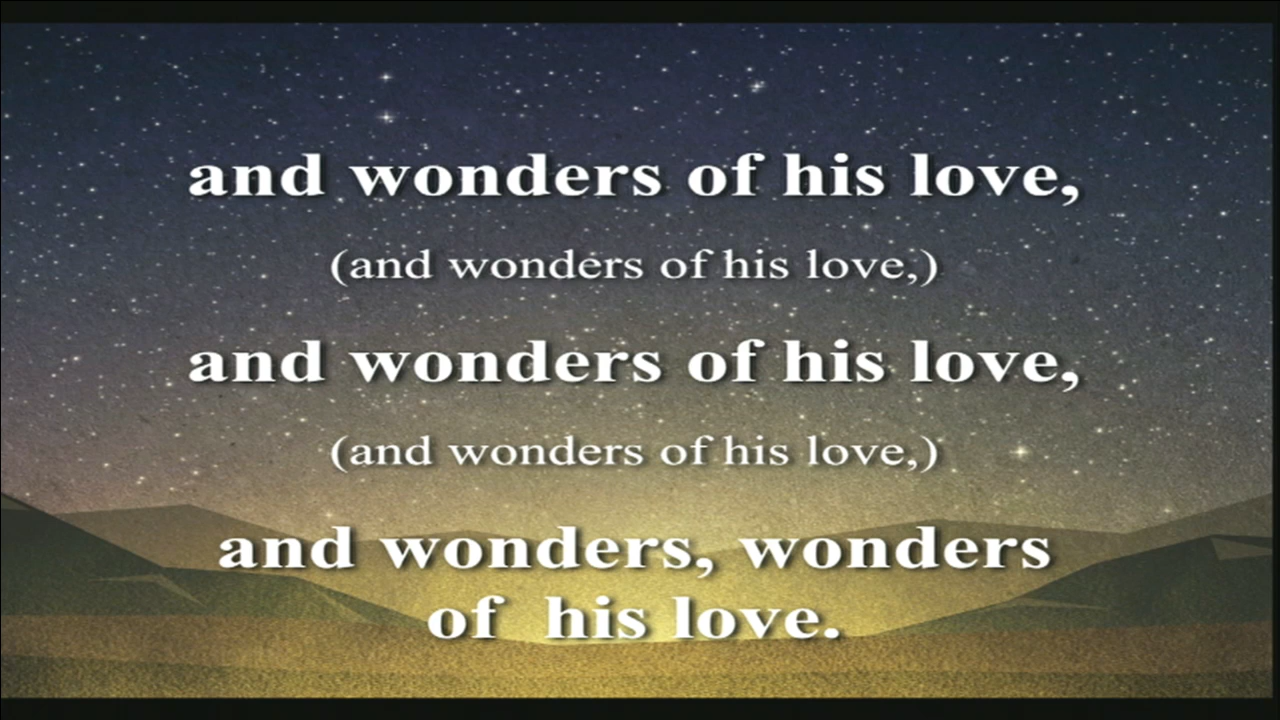 and wonders of his love,
(and wonders of his love,)
and wonders of his love,
(and wonders of his love,)
and wonders, wonders
of his love.